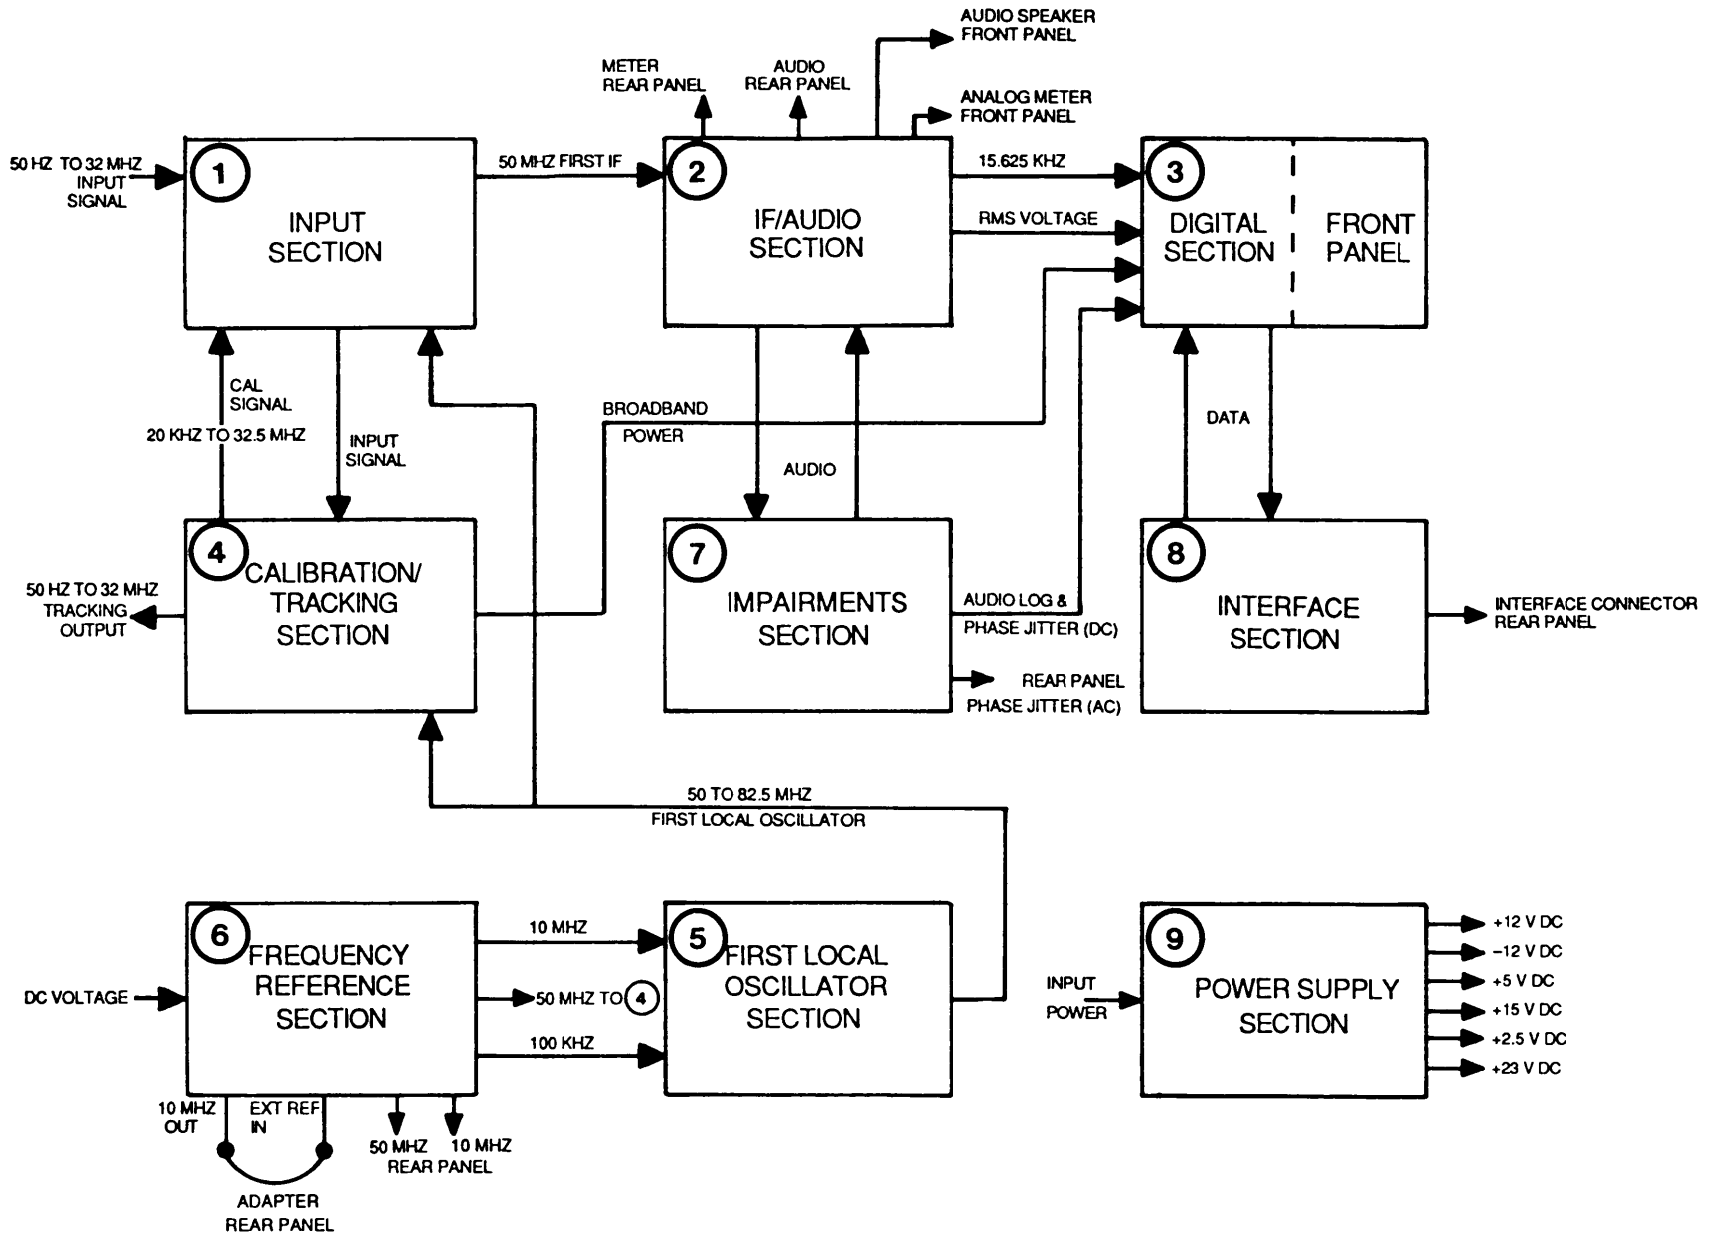 AUDIO SPEAKER
FRONT PANEL
METER
REAR PANEL
AUDIO
REAR PANEL
ANALOG METER
FRONT PANEL
50 HZ TO 32 MHZ
INPUT
SIGNAL
1
INPUT
SECTION
50 MHZ FIRST IF
2
IF/AUDIO
SECTION
15.625 KHZ
RMS VOLTAGE
3
DIGITAL
SECTION
FRONT
PANEL
CAL
SIGNAL
20 KHZ TO 32.5 MHZ
INPUT
SIGNAL
BROADBAND
POWER
AUDIO
DATA
4
CALIBRATION/
TRACKING
SECTION
50 HZ TO 32 MHZ
TRACKING
OUTPUT
7
IMPAIRMENTS
SECTION
AUDIO LOG &
PHASE JITTER (DC)
REAR PANEL
PHASE JITTER (AC)
8
INTERFACE
SECTION
INTERFACE CONNECTOR
REAR PANEL
50 TO 82.5 MHZ
FIRST LOCAL OSCILLATOR
6
FREQUENCY
REFERENCE
SECTION
DC VOLTAGE
10 MHZ
50 MHZ TO 4
100 KHZ
5
FIRST LOCAL
OSCILLATOR
SECTION
INPUT
POWER
9
POWER SUPPLY
SECTION
+12 V DC
-12 V DC
+5 V DC
+15 V DC
+2.5 V DC
+23 V DC
10 MHZ
OUT
EXT REF
IN
50 MHZ
10 MHZ
REAR PANEL
ADAPTER
REAR PANEL